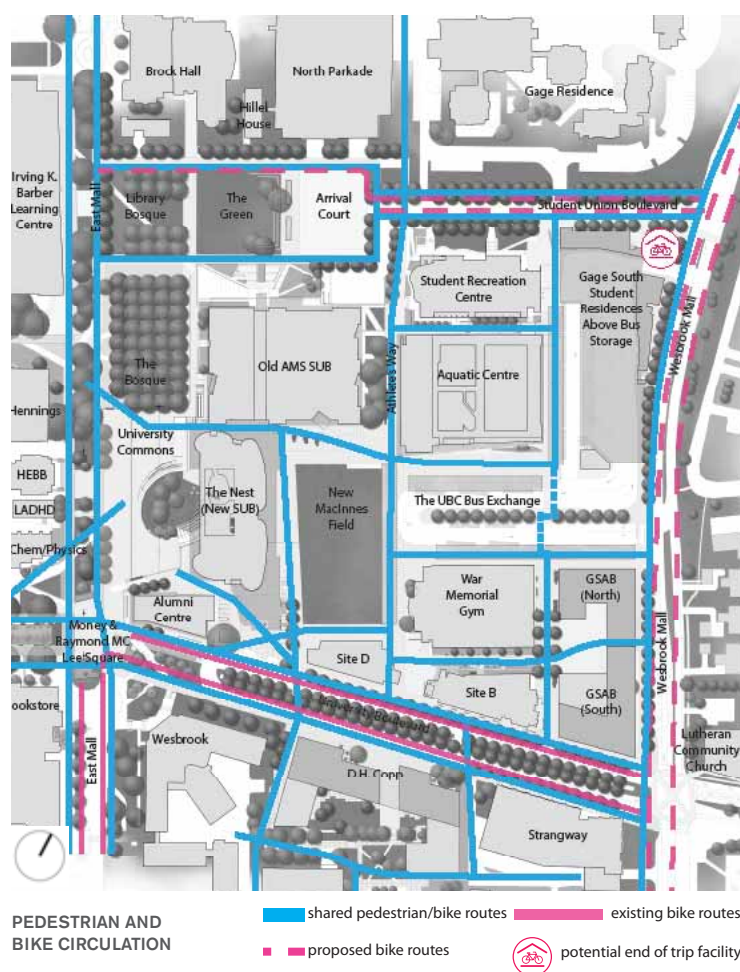 Brock Hall
North Parkade
Gage Residence
Hillel
House
Irving K.
Barber
Learning
Centre
East Mall
Library
Bosque
The
Green
Arrival
Court
Student Union Boulevard
Student Recreation
Centre
Gage South
Student
Residences
Above Bus
Storage
Wesbrook Mall
The
Bosque
Old AMS SUB
Athlete's Way
Aquatic Centre
Hennings
University
Commons
HEBB
The Nest
(New SUB)
New
MacInnes
Field
The UBC Bus Exchange
LADHD
Chem/Physics
War
Memorial
Gym
GSAB
(North)
Alumni
Centre
Money &
Raymond MC
Lee Square
Site D
Wesbrook Mall
ookstore
Site B
GSAB
(South)
University Boulevard
East Mall
Wesbrook
Lutheran
Community
Church
D.H. Copp
Strangway
PEDESTRIAN AND
BIKE CIRCULATION
shared pedestrian/bike routes
existing bike routes
proposed bike routes
potential end of trip facility